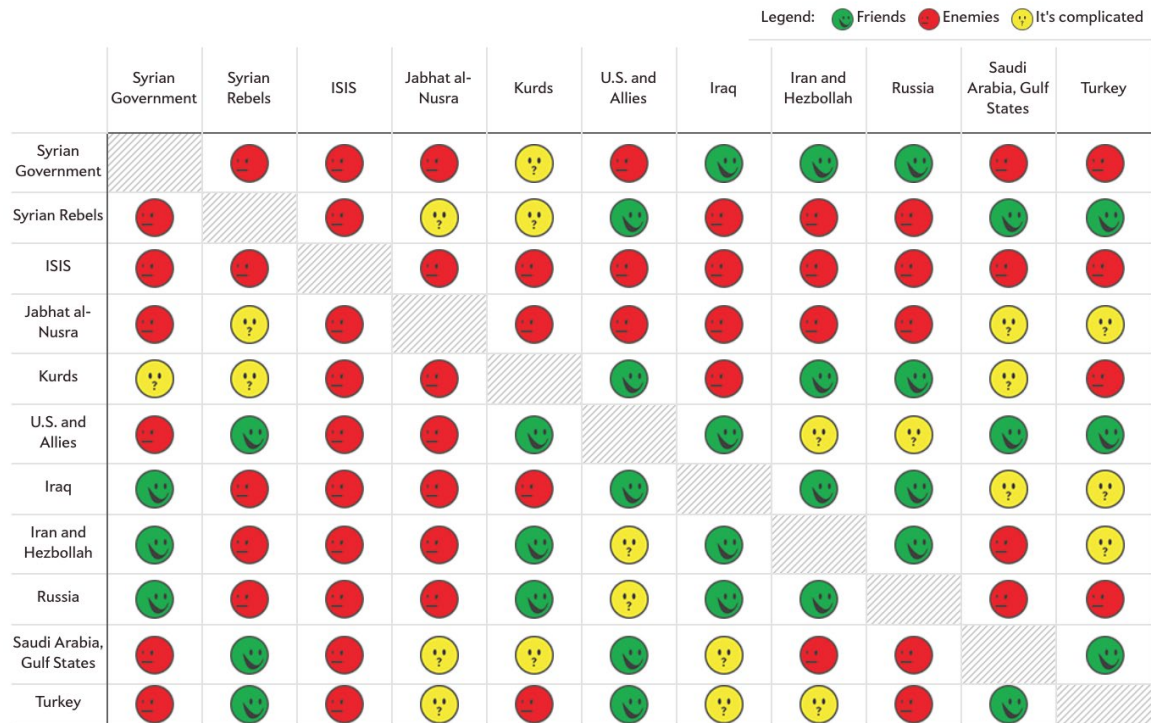 Legend: Friends Enemies It's complicated
Syrian
Government
Syrian
Rebels
ISIS
Jabhat al-
Nusra
Kurds
U.S. and
Allies
Iraq
Iran and
Hezbollah
Russia
Saudi
Arabia, Gulf
States
Turkey
Syrian
Government
Syrian Rebels
ISIS
Jabhat al-
Nusra
Kurds
U.S. and
Allies
Iraq
Iran and
Hezbollah
Russia
Saudi Arabia,
Gulf States
Turkey